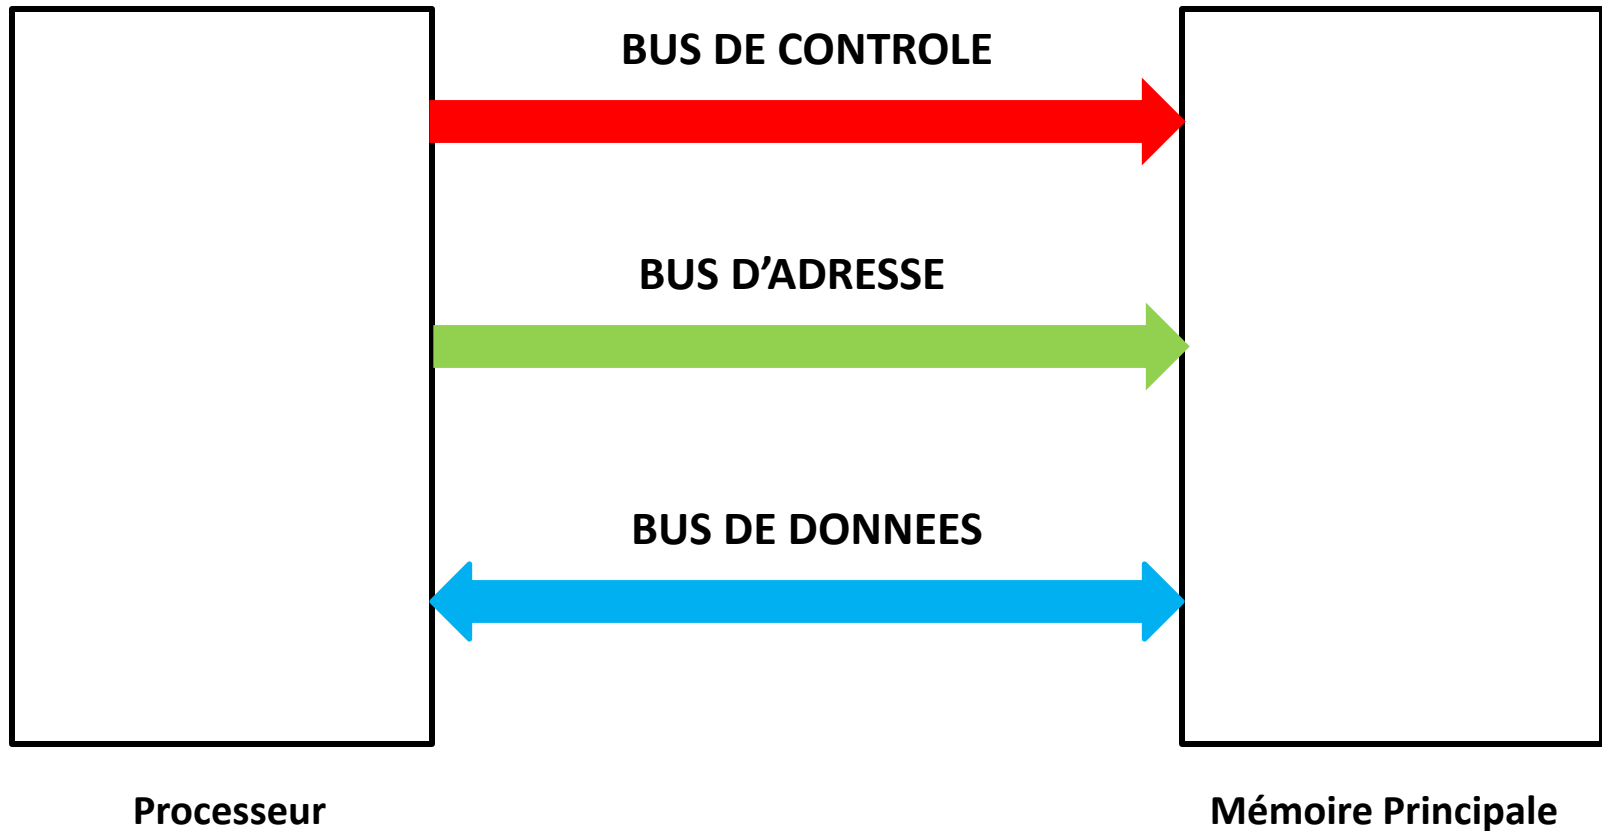 BUS DE CONTROLE
BUS D’ADRESSE
BUS DE DONNEES
Processeur
Mémoire Principale